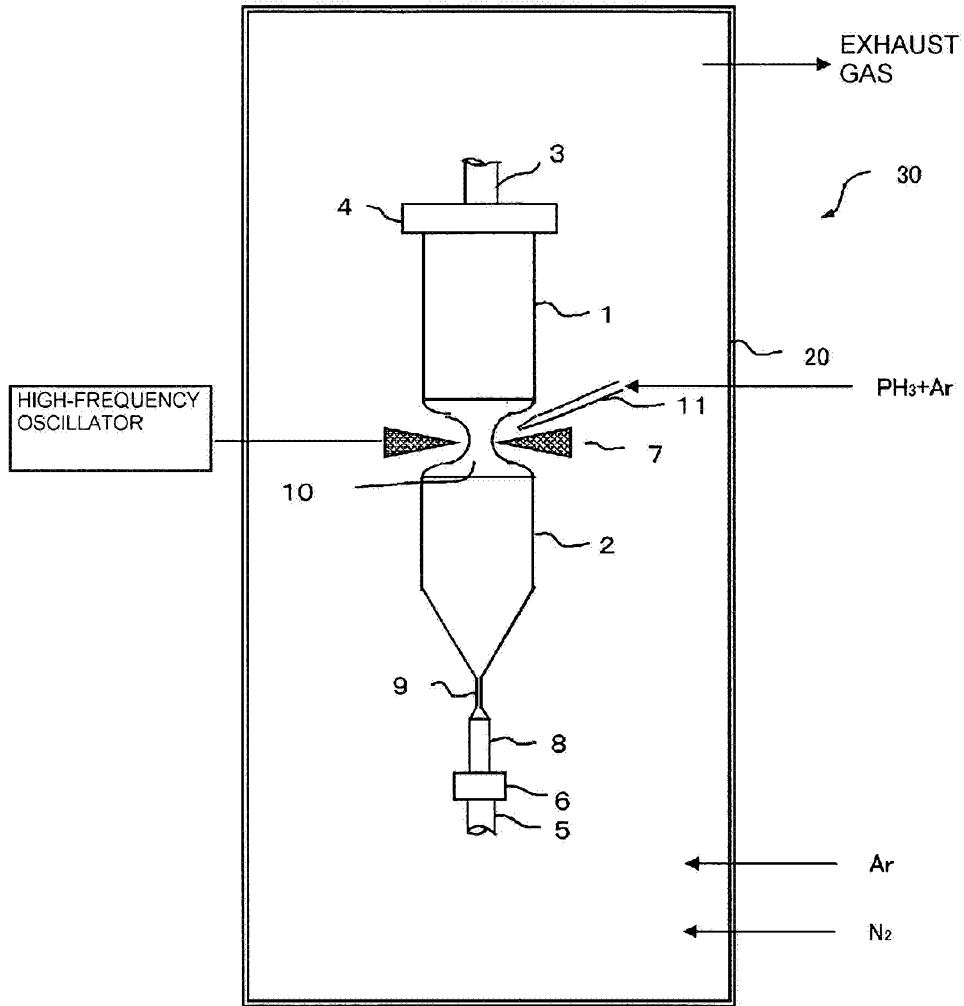 EXHAUST
GAS
30
3
4
1
20
PH₃+Ar
11
HIGH-FREQUENCY
OSCILLATOR
7
10
2
9
8
6
5
Ar
N₂